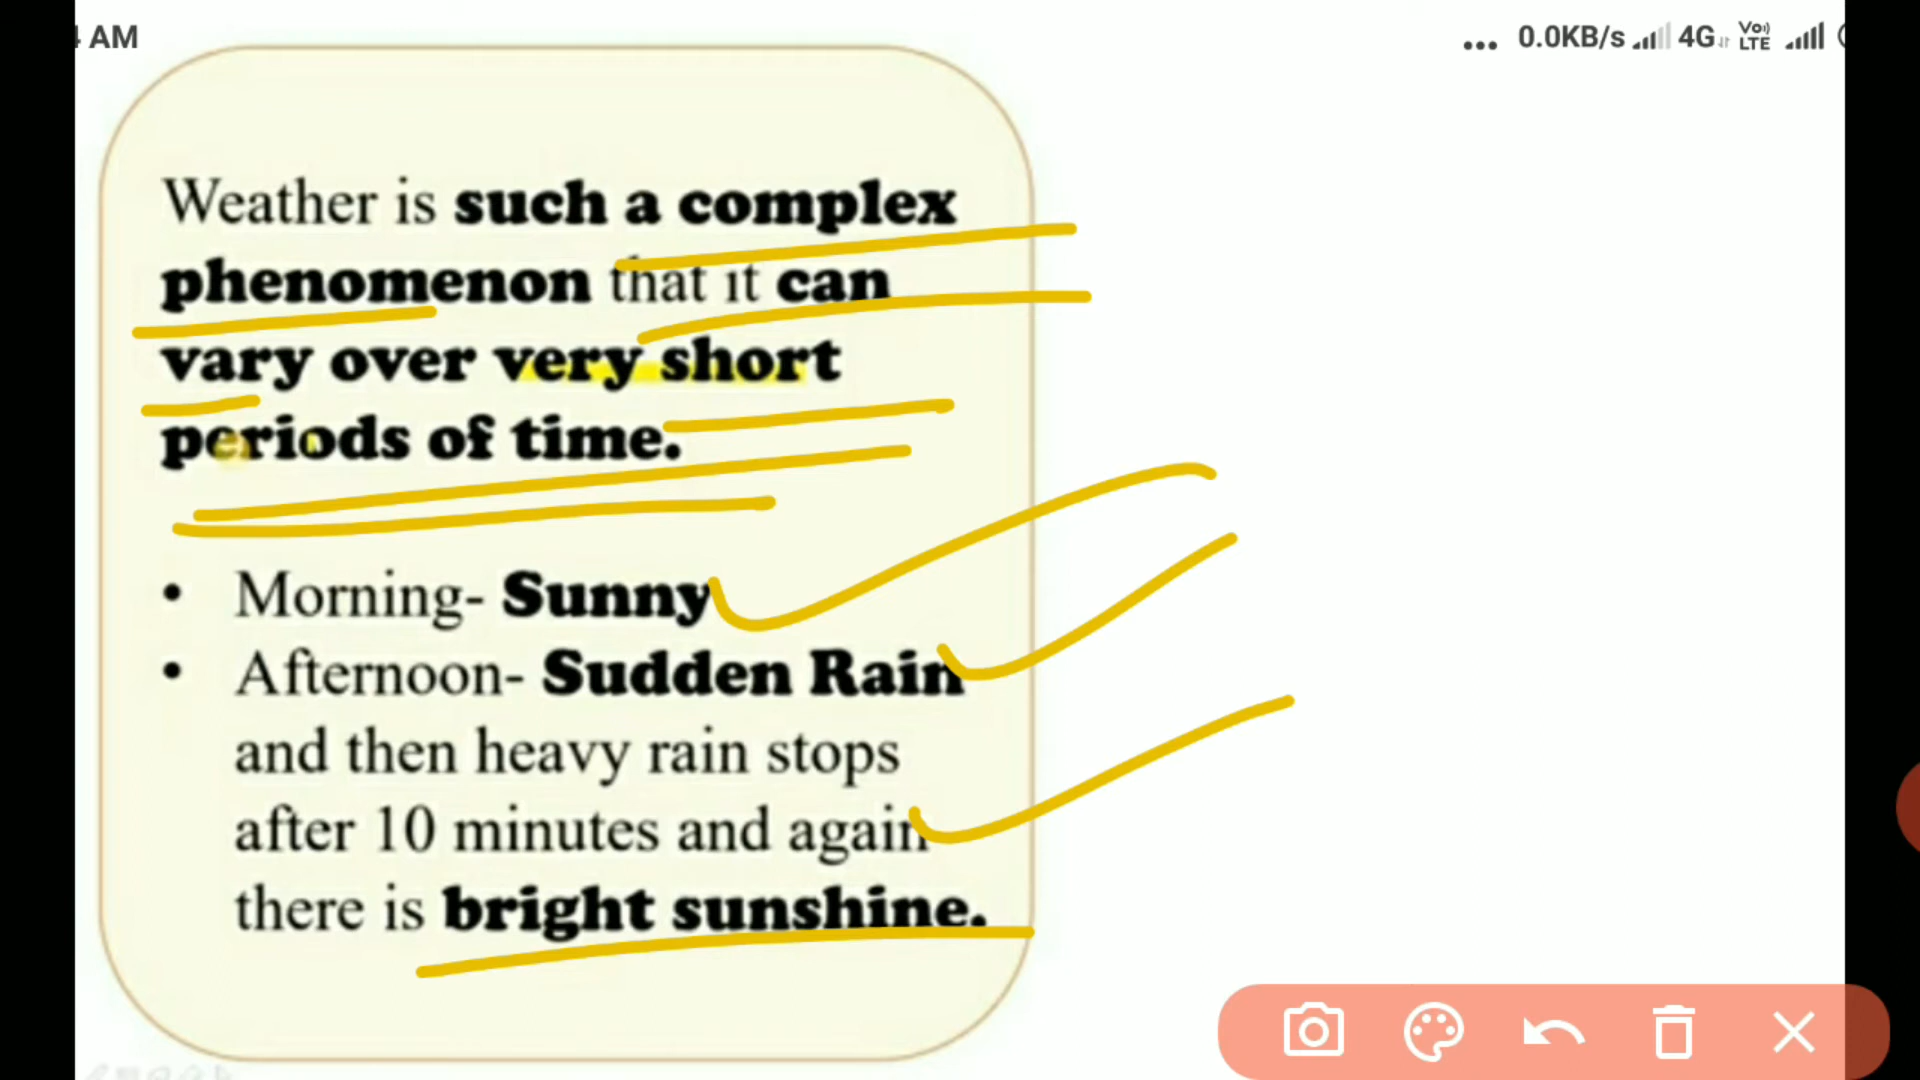 AM
... 0.0KB/s 4G Vo) LTE
Weather is such a complex
phenomenon that it can
vary over very short
periods of time.
• Morning- Sunny
• Afternoon- Sudden Rain
and then heavy rain stops
after 10 minutes and again
there is bright sunshine.